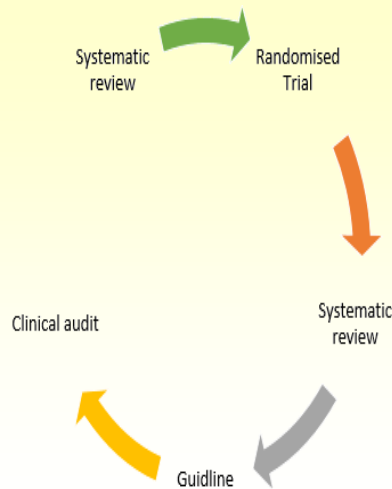 Systematic
review
Randomised
Trial
Systematic
review
Guidline
Clinical audit